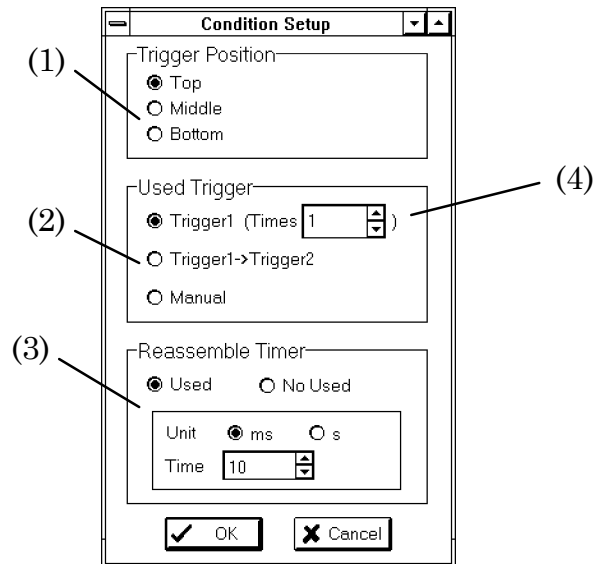 Condition Setup
(1)
Trigger Position
Top
Middle
Bottom
(4)
Used Trigger
(2)
Trigger1 (Times 1 )
Trigger1->Trigger2
Manual
(3)
Reassemble Timer
Used No Used
Unit ms s
Time 10
OK Cancel